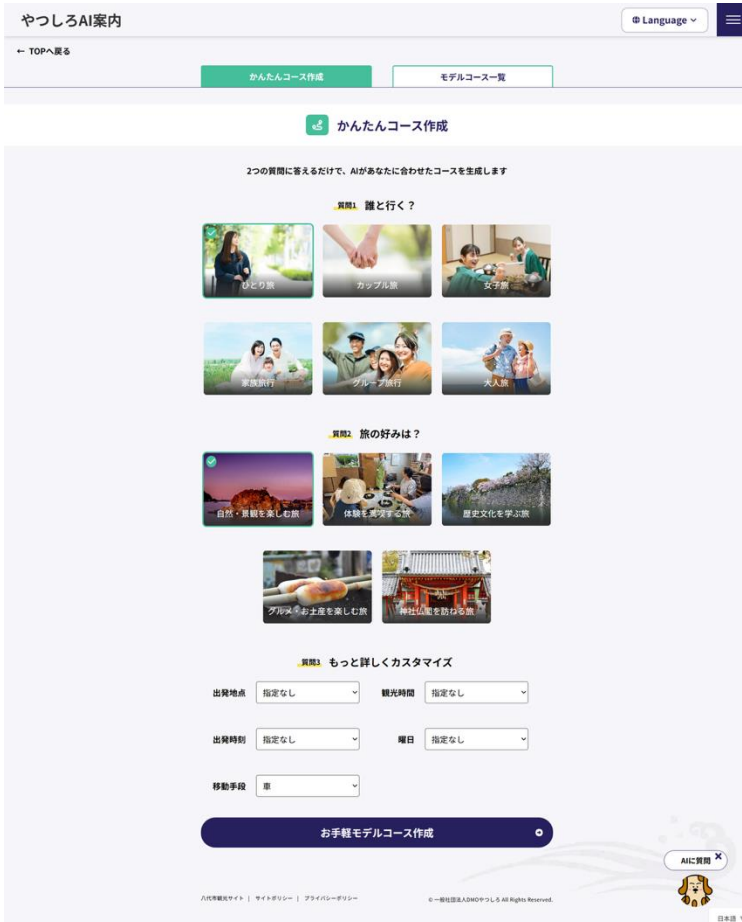 やつしろAI案内
Language
← TOPへ戻る
かんたんコース作成
モデルコース一覧
かんたんコース作成
2つの質問に答えるだけで、AIがあなたに合わせたコースを生成します
質問1 誰と行く？
ひとり旅
カップル旅
女子旅
家族旅行
グループ旅行
大人旅
質問2 旅の好みは？
自然・景観を楽しむ旅
体験を満喫する旅
歴史文化を学ぶ旅
グルメ・お土産を楽しむ旅
神社仏閣を訪ねる旅
質問3 もっと詳しくカスタマイズ
出発地点 指定なし
観光時間 指定なし
出発時刻 指定なし
曜日 指定なし
移動手段 車
お手軽モデルコース作成
AIに質問 X
八代市観光サイト | サイトポリシー | プライバシーポリシー
© 一般社団法人DMOやつしろ All Rights Reserved.
日本語